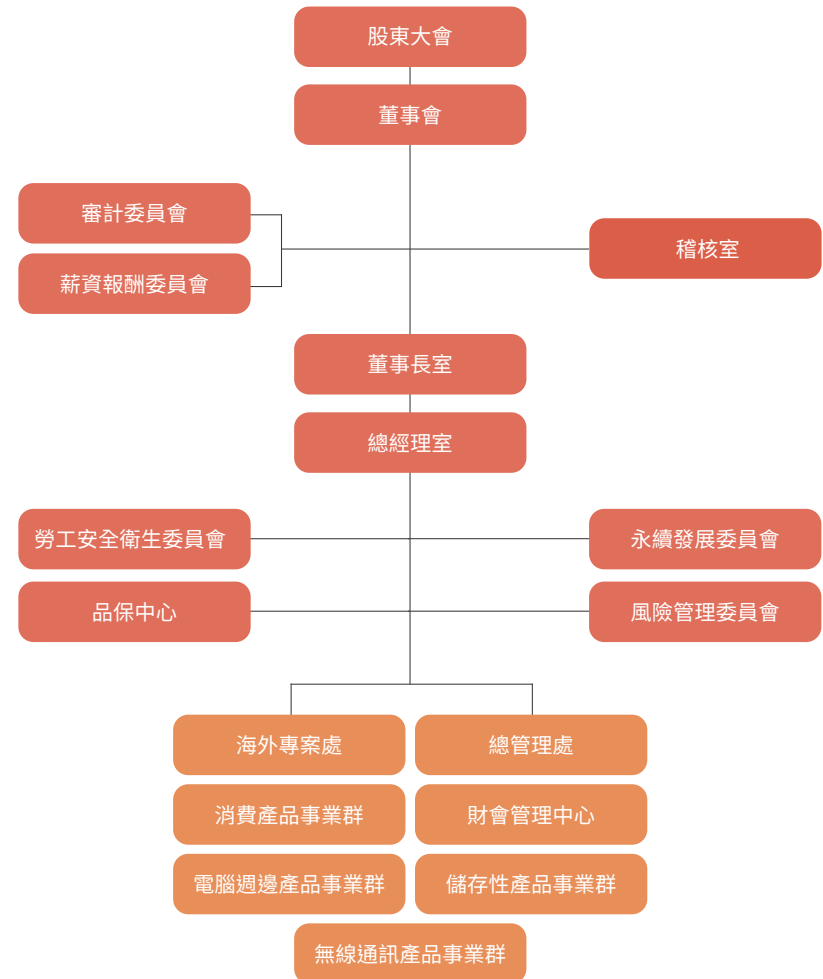 股東大會
董事會
審計委員會
稽核室
薪資報酬委員會
董事長室
總經理室
勞工安全衛生委員會
永續發展委員會
品保中心
風險管理委員會
海外專案處
總管理處
消費產品事業群
財會管理中心
電腦週邊產品事業群
儲存性產品事業群
無線通訊產品事業群